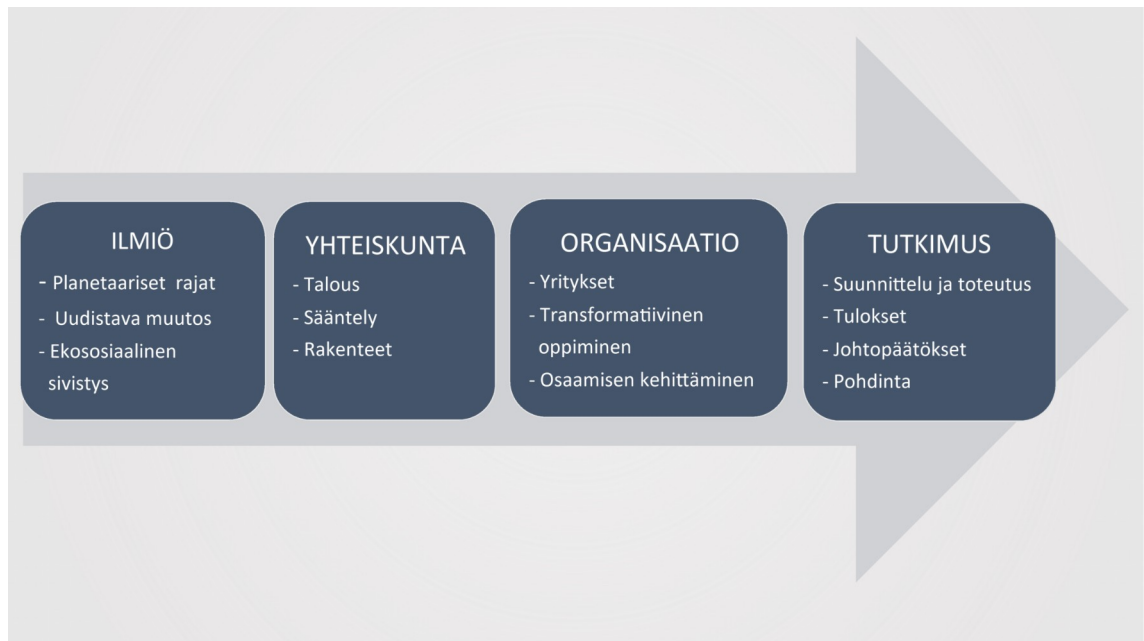 ILMIÖ
- Planetaariset rajat
- Uudistava muutos
- Ekososiaalinen
sivistys
YHTEISKUNTA
- Talous
- Sääntely
- Rakenteet
ORGANISAATIO
- Yritykset
- Transformatiivinen
oppiminen
- Osaamisen kehittäminen
TUTKIMUS
- Suunnittelu ja toteutus
- Tulokset
- Johtopäätökset
- Pohdinta